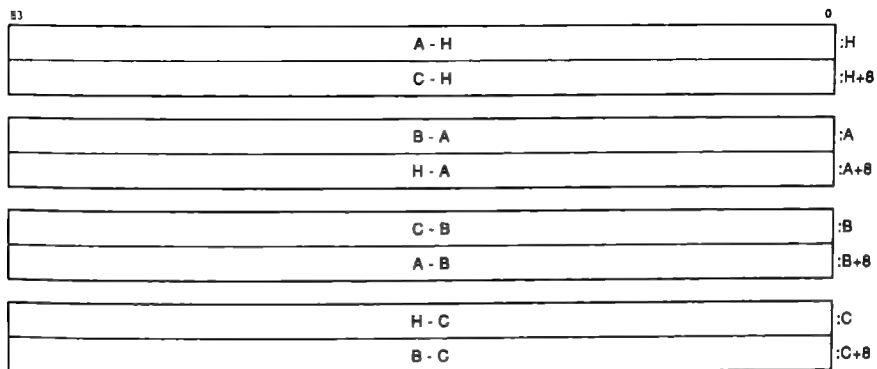 63 0
A - H :H
C - H :H+8
B - A :A
H - A :A+8
C - B :B
A - B :B+8
H - C :C
B - C :C+8